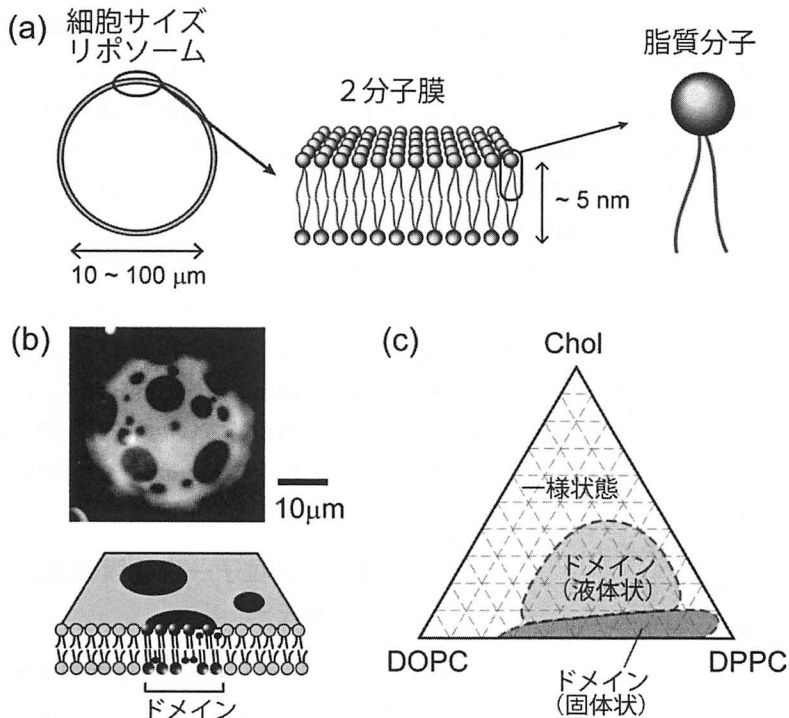 (a) 細胞サイズ
リポソーム
10 ~ 100 μm
2分子膜
~ 5 nm
脂質分子
(b)
10μm
ドメイン
(c)
Chol
一様状態
ドメイン
(液体状)
DOPC
DPPC
ドメイン
(固体状)